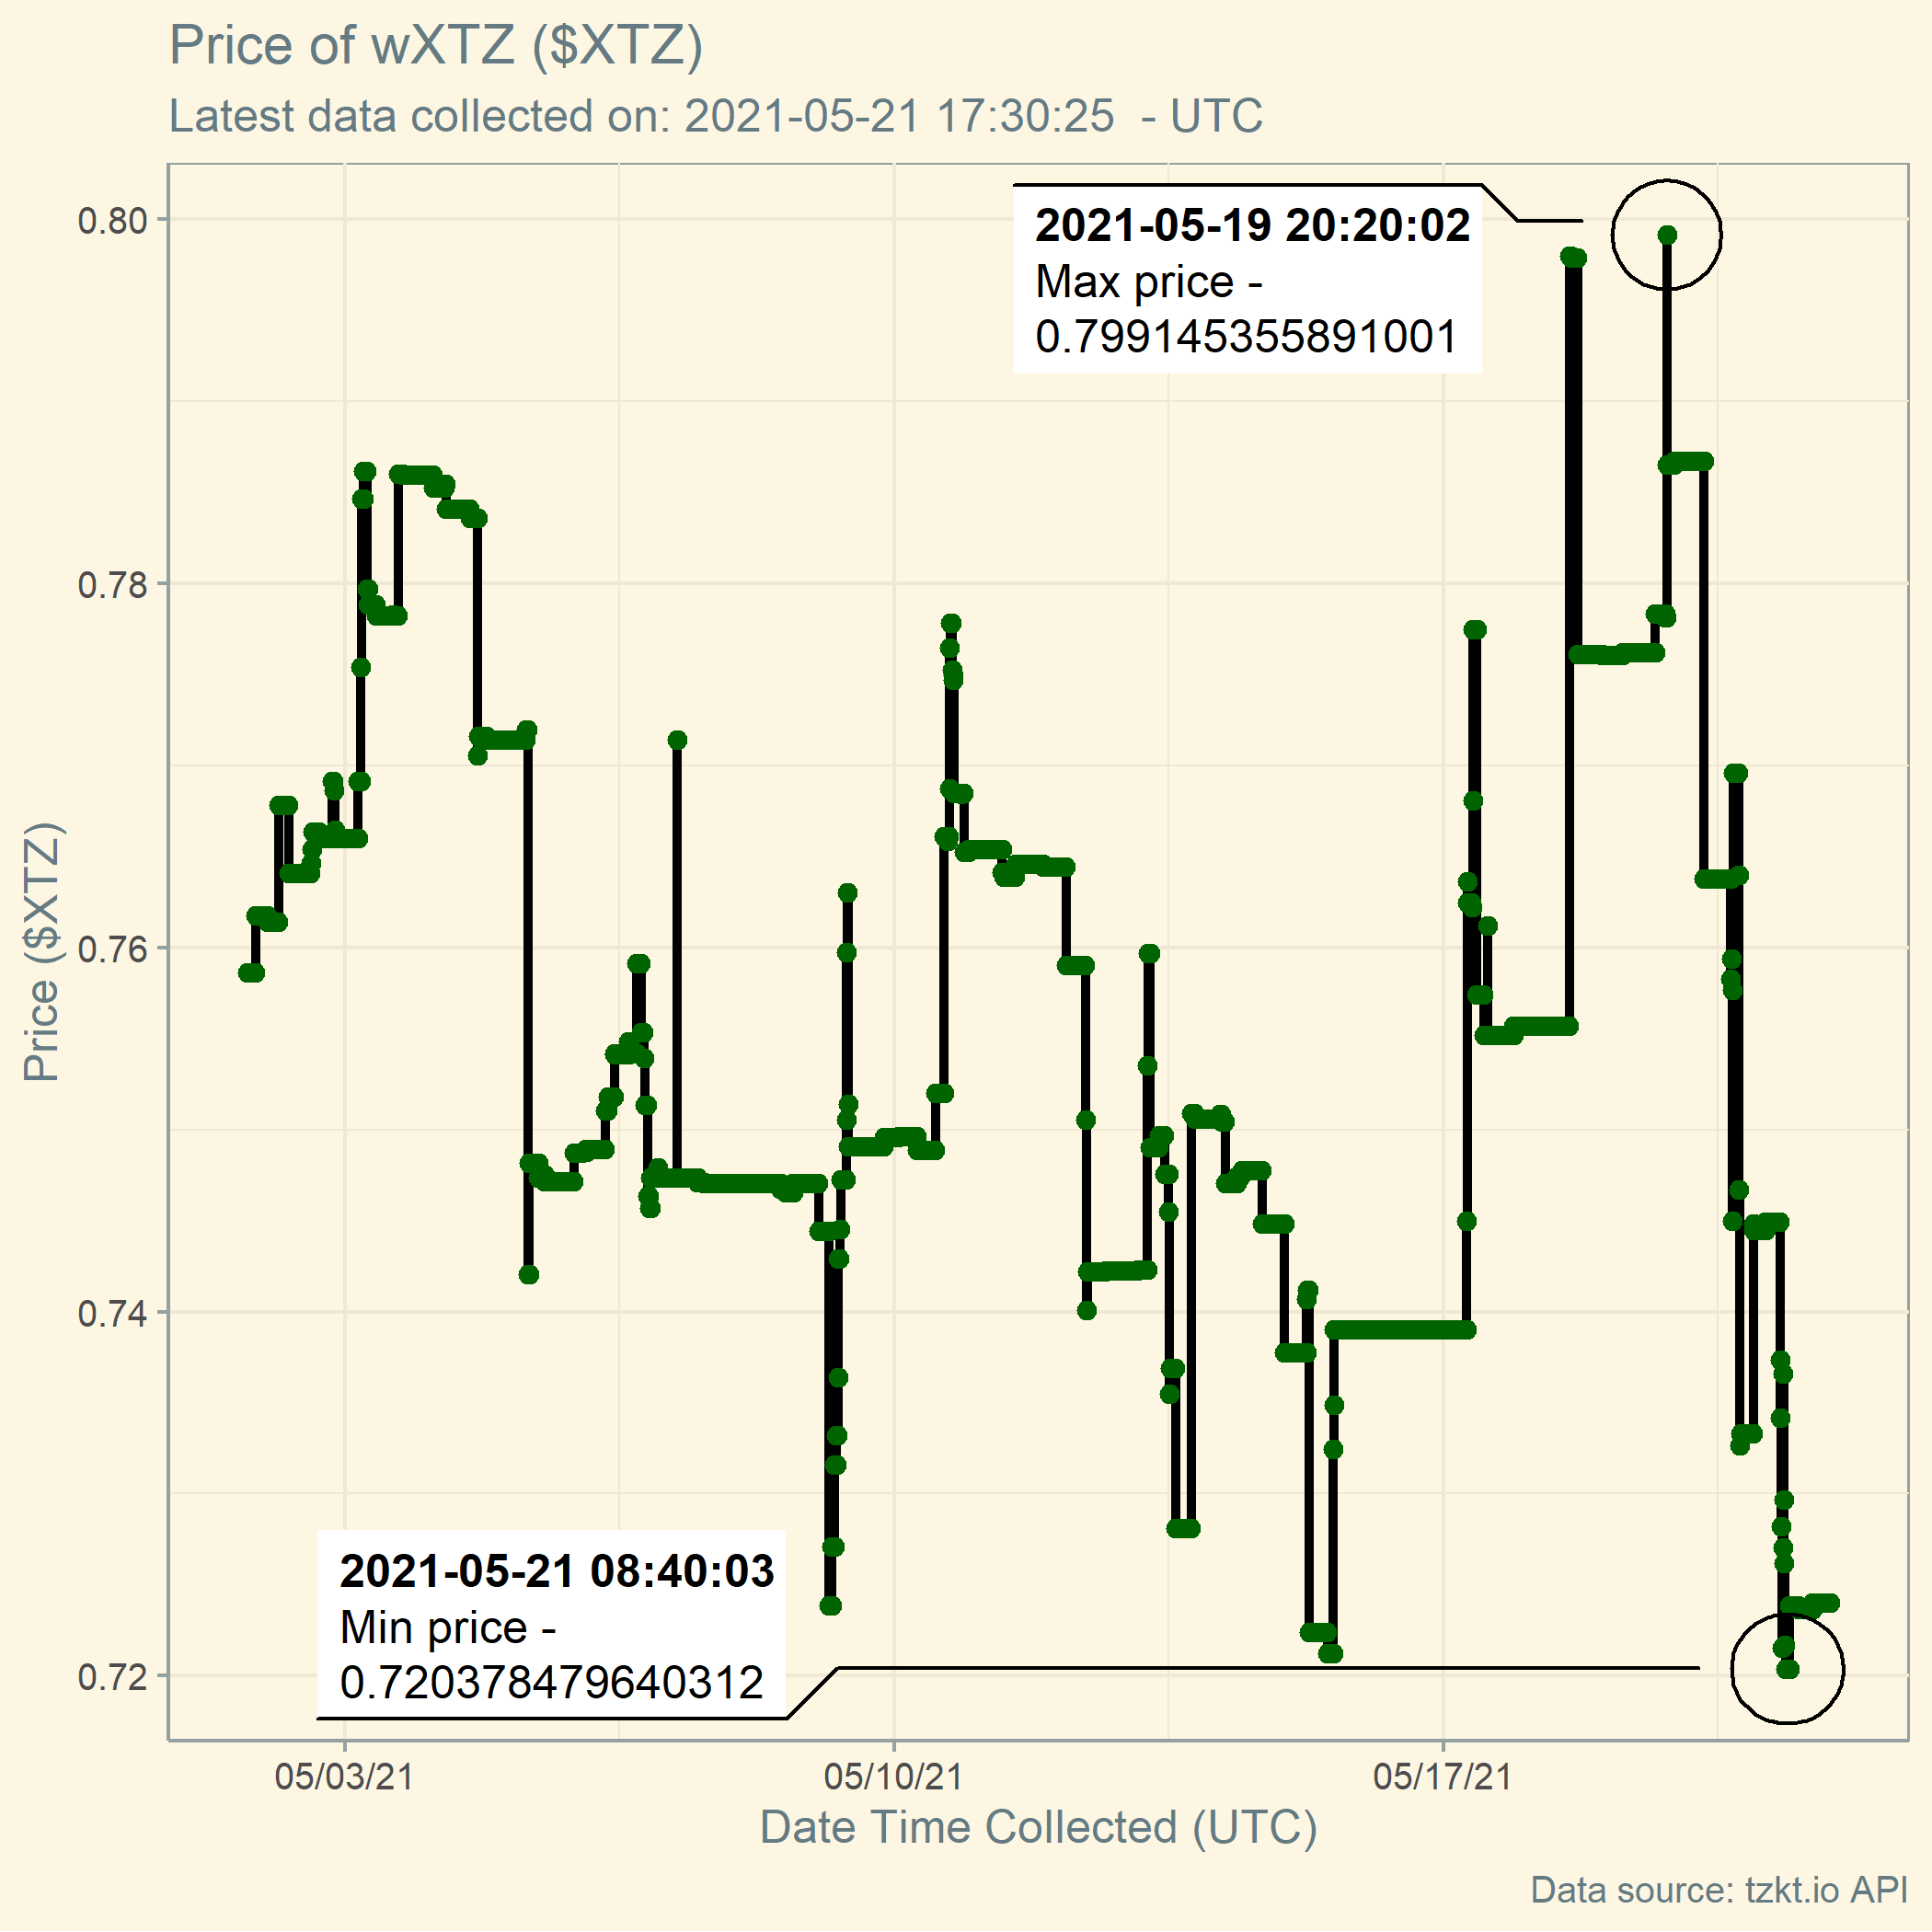 Price of wXTZ ($XTZ)
Latest data collected on: 2021-05-21 17:30:25  - UTC
Price ($XTZ)
0.80
0.78
0.76
0.74
0.72
2021-05-19 20:20:02
Max price -
0.799145355891001
2021-05-21 08:40:03
Min price -
0.720378479640312
05/03/21
05/10/21
05/17/21
Date Time Collected (UTC)
Data source: tzkt.io API